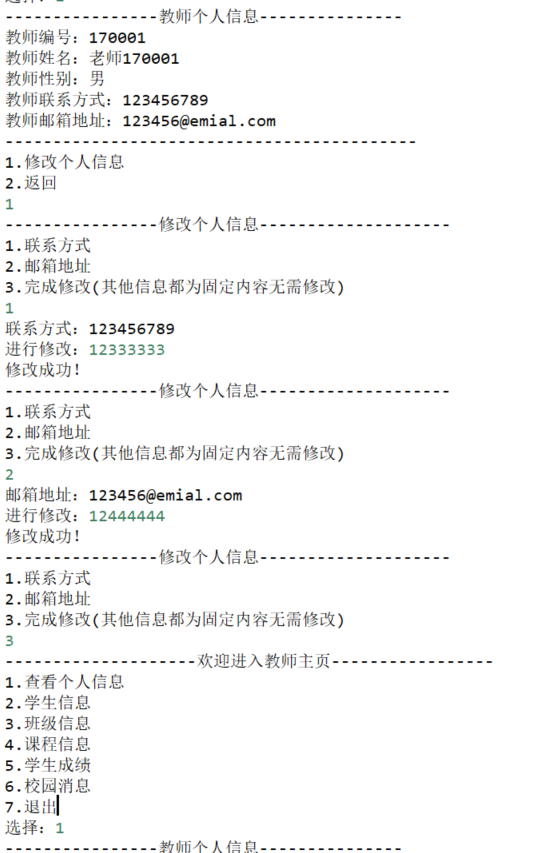 选择：1
----------------教师个人信息---------------
教师编号：170001
教师姓名：老师170001
教师性别：男
教师联系方式：123456789
教师邮箱地址：123456@emial.com
-------------------------------------------
1.修改个人信息
2.返回
1
----------------修改个人信息--------------------
1.联系方式
2.邮箱地址
3.完成修改(其他信息都为固定内容无需修改)
1
联系方式：123456789
进行修改：12333333
修改成功!
----------------修改个人信息--------------------
1.联系方式
2.邮箱地址
3.完成修改(其他信息都为固定内容无需修改)
2
邮箱地址：123456@emial.com
进行修改：12444444
修改成功!
----------------修改个人信息--------------------
1.联系方式
2.邮箱地址
3.完成修改(其他信息都为固定内容无需修改)
3
--------------------欢迎进入教师主页-----------------
1.查看个人信息
2.学生信息
3.班级信息
4.课程信息
5.学生成绩
6.校园消息
7.退出
选择：1
----------------教师个人信息---------------